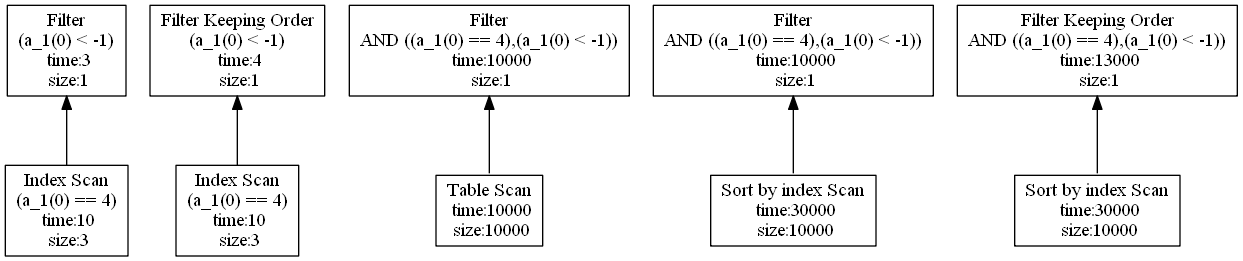 Filter
(a_1(0) < -1)
time:3
size:1
Filter Keeping Order
(a_1(0) < -1)
time:4
size:1
Filter
AND ((a_1(0) == 4),(a_1(0) < -1))
time:10000
size:1
Filter
AND ((a_1(0) == 4),(a_1(0) < -1))
time:10000
size:1
Filter Keeping Order
AND ((a_1(0) == 4),(a_1(0) < -1))
time:13000
size:1
Index Scan
(a_1(0) == 4)
time:10
size:3
Index Scan
(a_1(0) == 4)
time:10
size:3
Table Scan
time:10000
size:10000
Sort by index Scan
time:30000
size:10000
Sort by index Scan
time:30000
size:10000